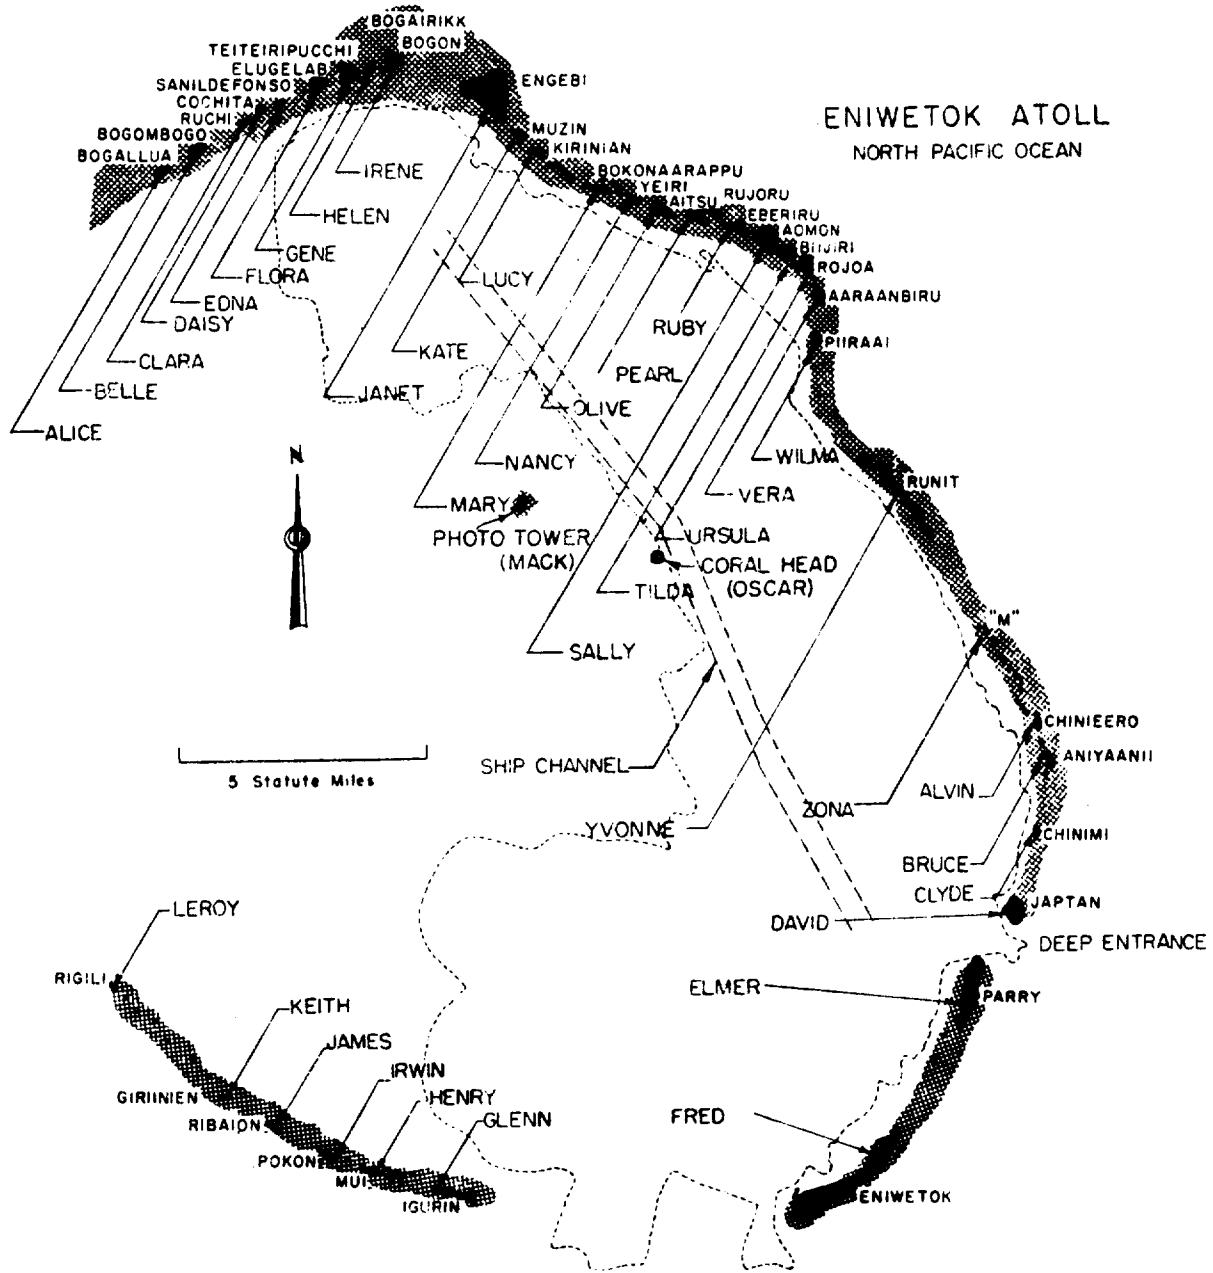 BOGAIRIKK
BOGON
TEITEIRIPUCCHI
ELUGELAB
SANILDEFONSO
COCHITA
RUCHI
BOGOMBOGO
BOGALLUA
ENGEBI
ENIWETOK ATOLL
NORTH PACIFIC OCEAN
MUZIN
KIRINIAN
BOKONAARAPPU
YEIRI
AITSU
RUJORU
EBERIRU
AOMON
BIIJIRI
ROJOA
AARAANBIRU
PIIRAAI
IRENE
HELEN
GENE
FLORA
EDNA
DAISY
CLARA
BELLE
ALICE
LUCY
KATE
JANET
RUBY
PEARL
OLIVE
NANCY
MARY
WILMA
VERA
RUNIT
N
PHOTO TOWER
(MACK)
URSULA
CORAL HEAD
(OSCAR)
TILDA
SALLY
"M"
5 Statute Miles
SHIP CHANNEL
YVONNE
ZONA
ALVIN
CHINIEERO
ANIYAANII
BRUCE
CHINIMI
CLYDE
DAVID
JAPTAN
DEEP ENTRANCE
LEROY
RIGILI
KEITH
JAMES
IRWIN
HENRY
GLENN
GIRIINIEN
RIBAION
POKON
MUI
IGURIN
ELMER
PARRY
FRED
ENIWETOK